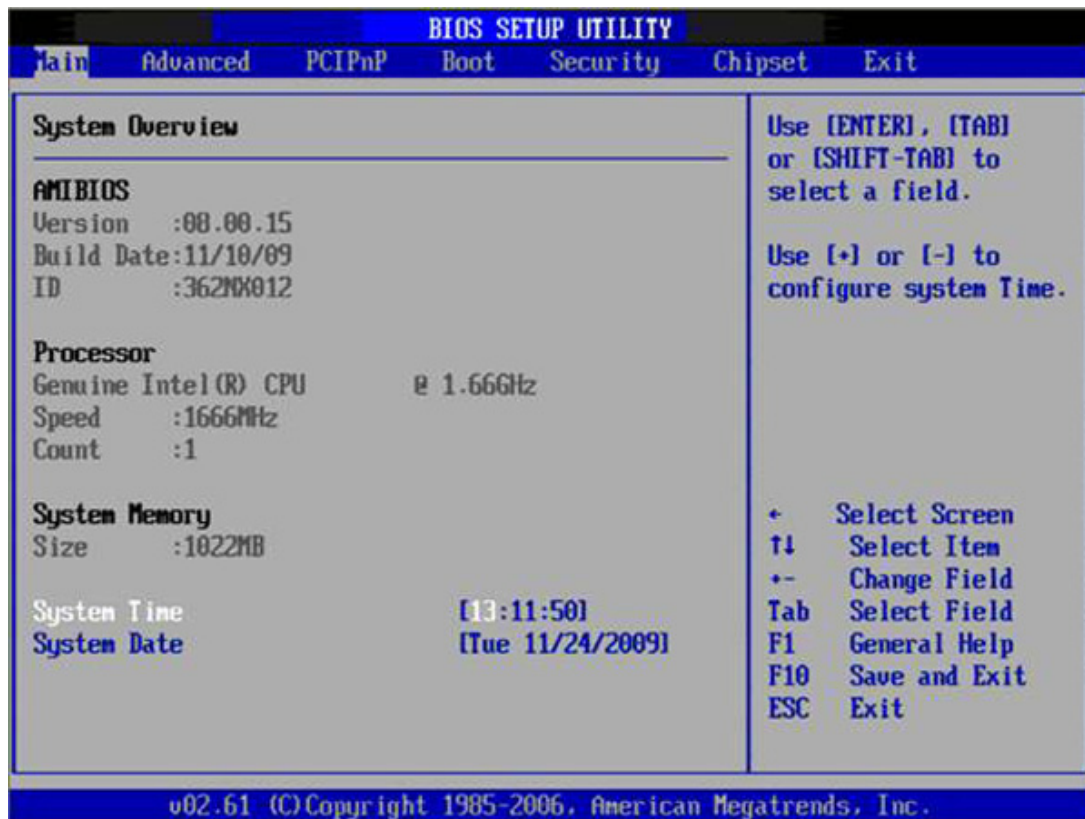 BIOS SETUP UTILITY
Main Advanced PCIPnP Boot Security Chipset Exit
System Overview
AMIBIOS
Version :08.00.15
Build Date:11/10/09
ID :362NX012
Processor
Genuine Intel(R) CPU @ 1.66GHz
Speed :1666MHz
Count :1
System Memory
Size :1022MB
System Time [13:11:50]
System Date [Tue 11/24/2009]
Use [ENTER], [TAB]
or [SHIFT-TAB] to
select a field.
Use [+] or [-] to
configure system Time.
← Select Screen
↑↓ Select Item
+- Change Field
Tab Select Field
F1 General Help
F10 Save and Exit
ESC Exit
v02.61 (C)Copyright 1985-2006, American Megatrends, Inc.